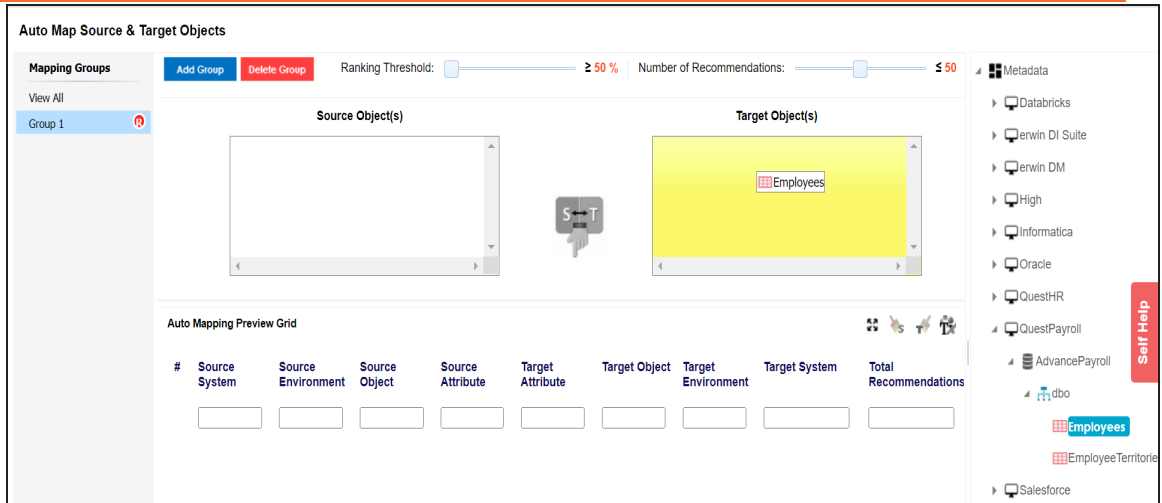 Auto Map Source & Target Objects
Mapping Groups
View All
Group 1
R
Add Group
Delete Group
Ranking Threshold:
≥ 50 %
Number of Recommendations:
≤ 50
Source Object(s)
Target Object(s)
Employees
S T
Auto Mapping Preview Grid
S
T
T
#
Source
System
Source
Environment
Source
Object
Source
Attribute
Target
Attribute
Target Object
Target
Environment
Target System
Total
Recommendations
Metadata
Databricks
erwin DI Suite
erwin DM
High
Informatica
Oracle
QuestHR
QuestPayroll
AdvancePayroll
dbo
Employees
EmployeeTerritorie
Salesforce
Self Help